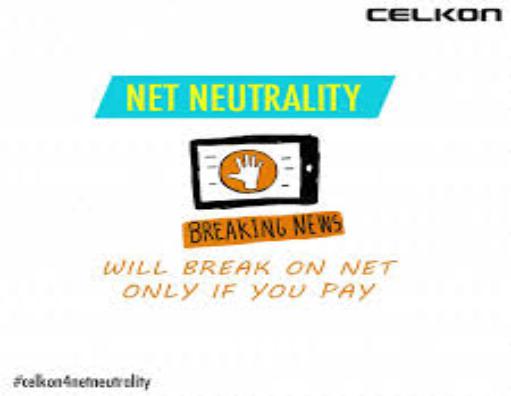 CELKON
NET NEUTRALITY
BREAKING NEWS
WILL BREAK ON NET
ONLY IF YOU PAY
#celkon4netneutrality